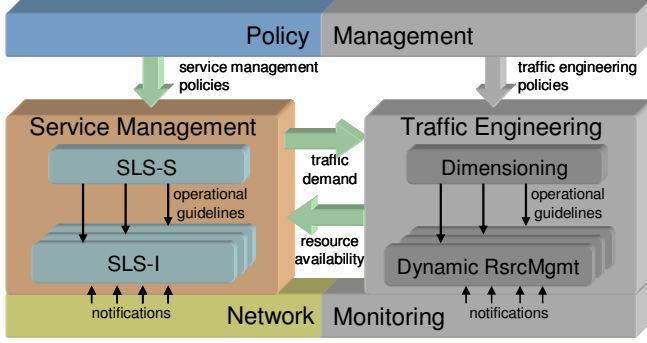 Policy Management
service management
policies
traffic engineering
policies
Service Management
Traffic Engineering
SLS-S
traffic
demand
Dimensioning
operational
guidelines
operational
guidelines
resource
availability
SLS-I
Dynamic RsrcMgmt
notifications
notifications
Network Monitoring